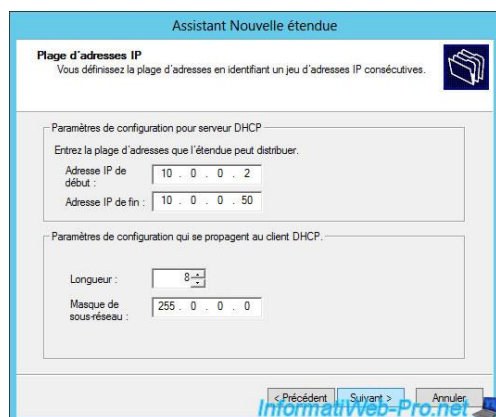 Assistant Nouvelle étendue
Plage d'adresses IP
Vous définissez la plage d'adresses en identifiant un jeu d'adresses IP consécutives.
Paramètres de configuration pour serveur DHCP
Entrez la plage d'adresses que l'étendue peut distribuer.
Adresse IP de
début :
10 . 0 . 0 . 2
Adresse IP de fin :
10 . 0 . 0 . 50
Paramètres de configuration qui se propagent au client DHCP.
Longueur :
8
Masque de
sous-réseau :
255 . 0 . 0 . 0
< Précédent
Suivant >
Annuler
InformatiWeb-Pro.net